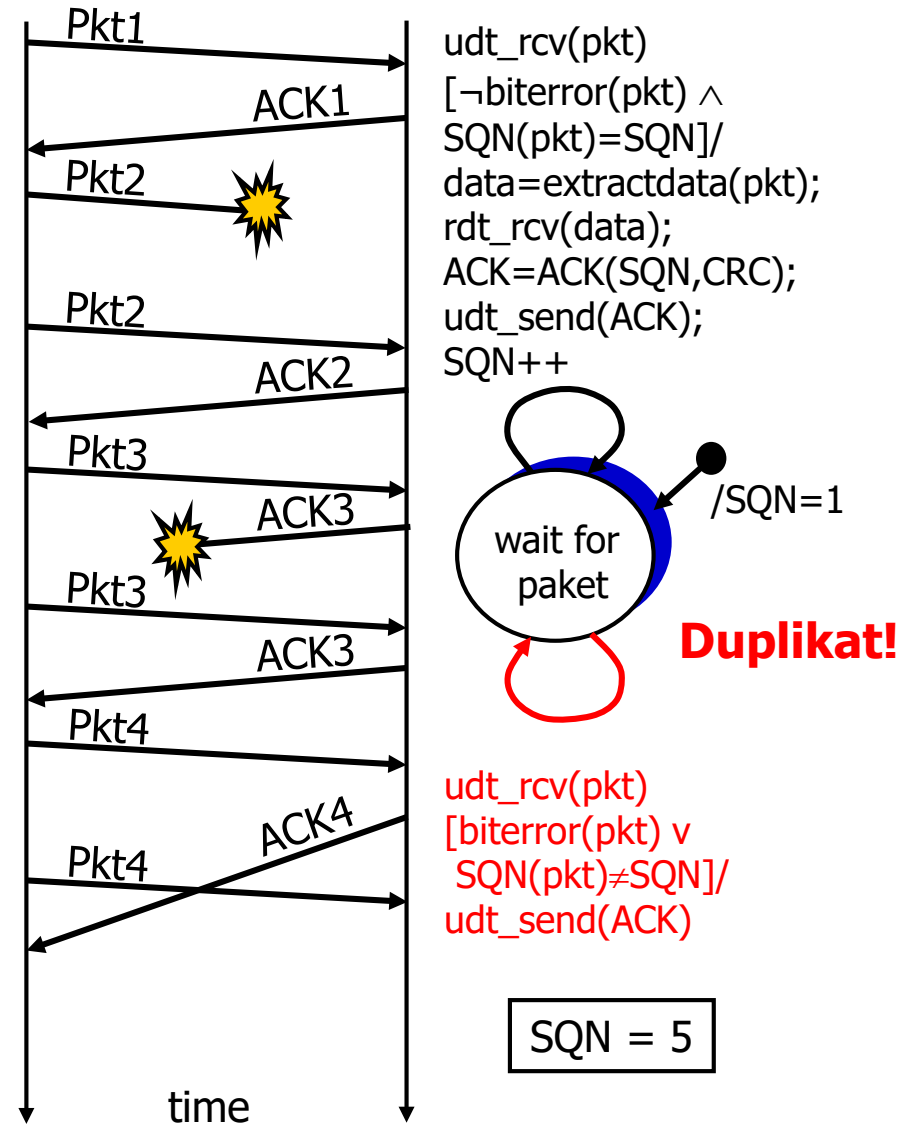 Pkt1
ACK1
Pkt2
Pkt2
ACK2
Pkt3
ACK3
Pkt3
ACK3
Pkt4
ACK4
Pkt4
time
udt_rcv(pkt)
[¬biterror(pkt) ∧
SQN(pkt)=SQN]/
data=extractdata(pkt);
rdt_rcv(data);
ACK=ACK(SQN,CRC);
udt_send(ACK);
SQN++
/SQN=1
wait for
paket
Duplikat!
udt_rcv(pkt)
[biterror(pkt) v
SQN(pkt)≠SQN]/
udt_send(ACK)
SQN = 5